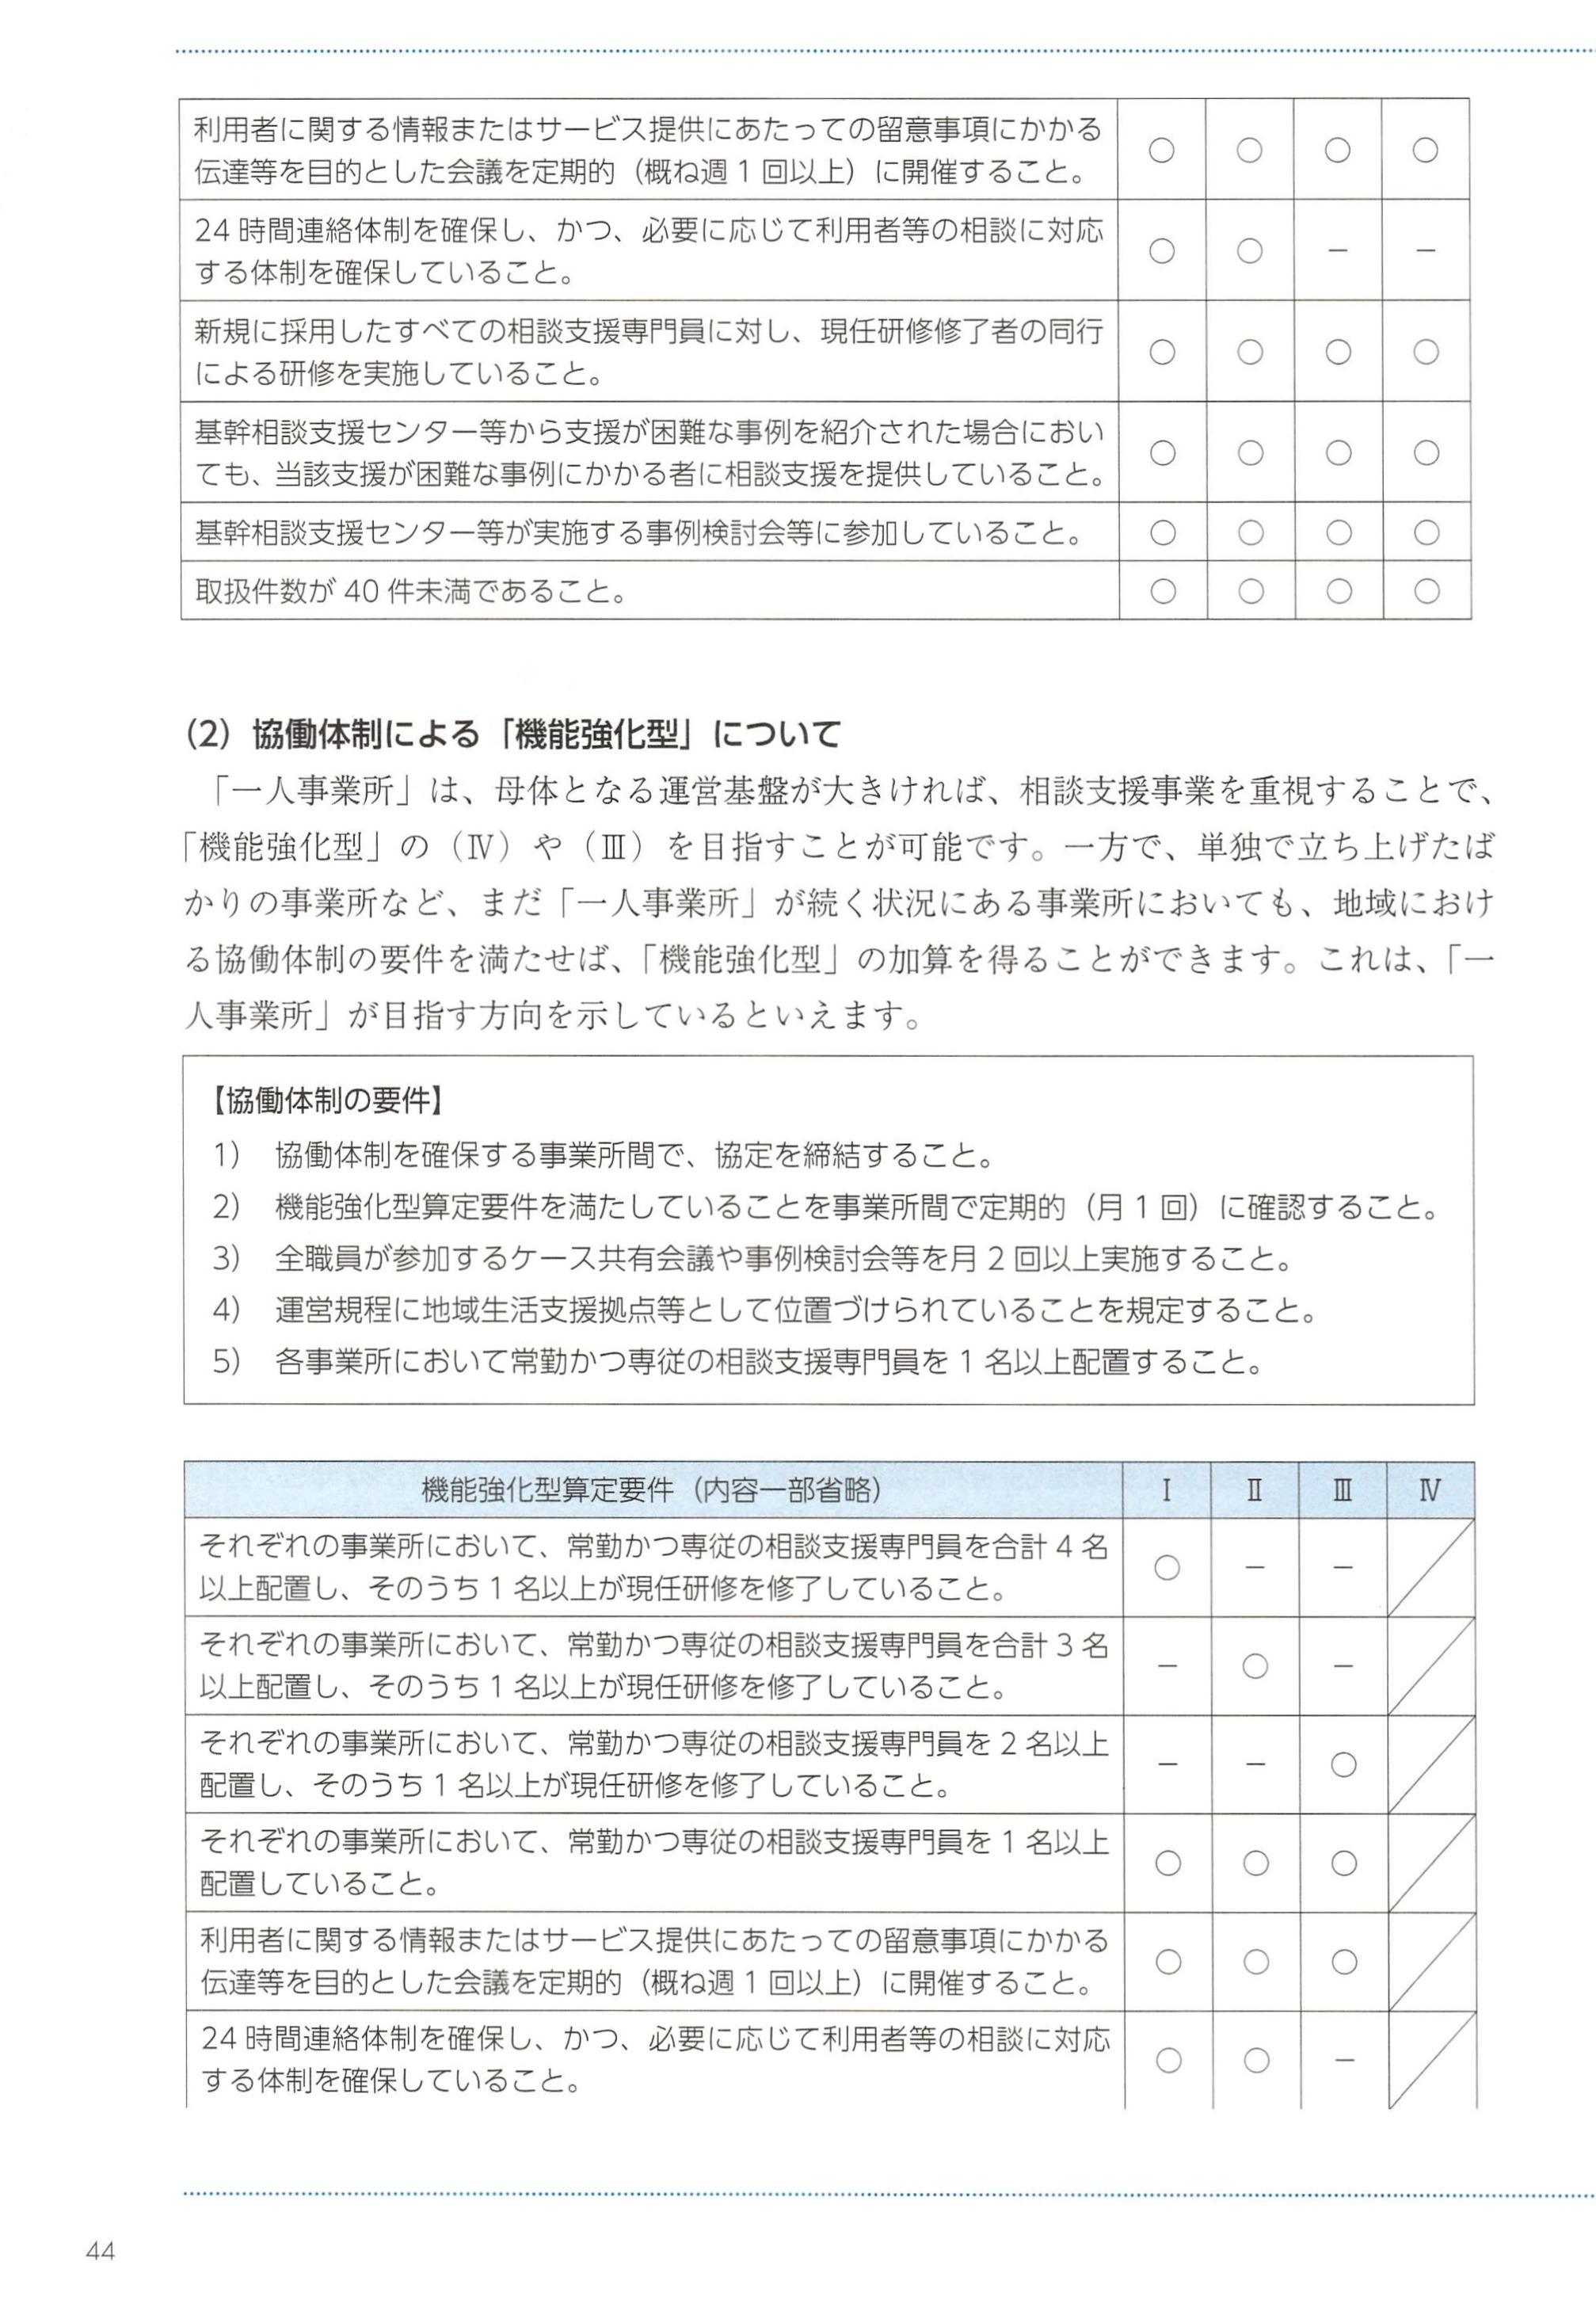 利用者に関する情報またはサービス提供にあたっての留意事項にかかる
伝達等を目的とした会議を定期的（概ね週1回以上）に開催すること。
○ ○ ○ ○
24時間連絡体制を確保し、かつ、必要に応じて利用者等の相談に対応
する体制を確保していること。
○ ○ − −
新規に採用したすべての相談支援専門員に対し、現任研修修了者の同行
による研修を実施していること。
○ ○ ○ ○
基幹相談支援センター等から支援が困難な事例を紹介された場合におい
ても、当該支援が困難な事例にかかる者に相談支援を提供していること。
○ ○ ○ ○
基幹相談支援センター等が実施する事例検討会等に参加していること。 ○ ○ ○ ○
取扱件数が40件未満であること。 ○ ○ ○ ○
（2）協働体制による「機能強化型」について
「一人事業所」は、母体となる運営基盤が大きければ、相談支援事業を重視することで、
「機能強化型」の（Ⅳ）や（Ⅲ）を目指すことが可能です。一方で、単独で立ち上げたば
かりの事業所など、まだ「一人事業所」が続く状況にある事業所においても、地域におけ
る協働体制の要件を満たせば、「機能強化型」の加算を得ることができます。これは、「一
人事業所」が目指す方向を示しているといえます。
【協働体制の要件】
1） 協働体制を確保する事業所間で、協定を締結すること。
2） 機能強化型算定要件を満たしていることを事業所間で定期的（月1回）に確認すること。
3） 全職員が参加するケース共有会議や事例検討会等を月2回以上実施すること。
4） 運営規程に地域生活支援拠点等として位置づけられていることを規定すること。
5） 各事業所において常勤かつ専従の相談支援専門員を1名以上配置すること。
機能強化型算定要件（内容一部省略） Ⅰ Ⅱ Ⅲ Ⅳ
それぞれの事業所において、常勤かつ専従の相談支援専門員を合計4名
以上配置し、そのうち1名以上が現任研修を修了していること。
○ − −
それぞれの事業所において、常勤かつ専従の相談支援専門員を合計3名
以上配置し、そのうち1名以上が現任研修を修了していること。
− ○ −
それぞれの事業所において、常勤かつ専従の相談支援専門員を2名以上
配置し、そのうち1名以上が現任研修を修了していること。
− − ○
それぞれの事業所において、常勤かつ専従の相談支援専門員を1名以上
配置していること。
○ ○ ○
利用者に関する情報またはサービス提供にあたっての留意事項にかかる
伝達等を目的とした会議を定期的（概ね週1回以上）に開催すること。
○ ○ ○
24時間連絡体制を確保し、かつ、必要に応じて利用者等の相談に対応
する体制を確保していること。
○ ○ −
44